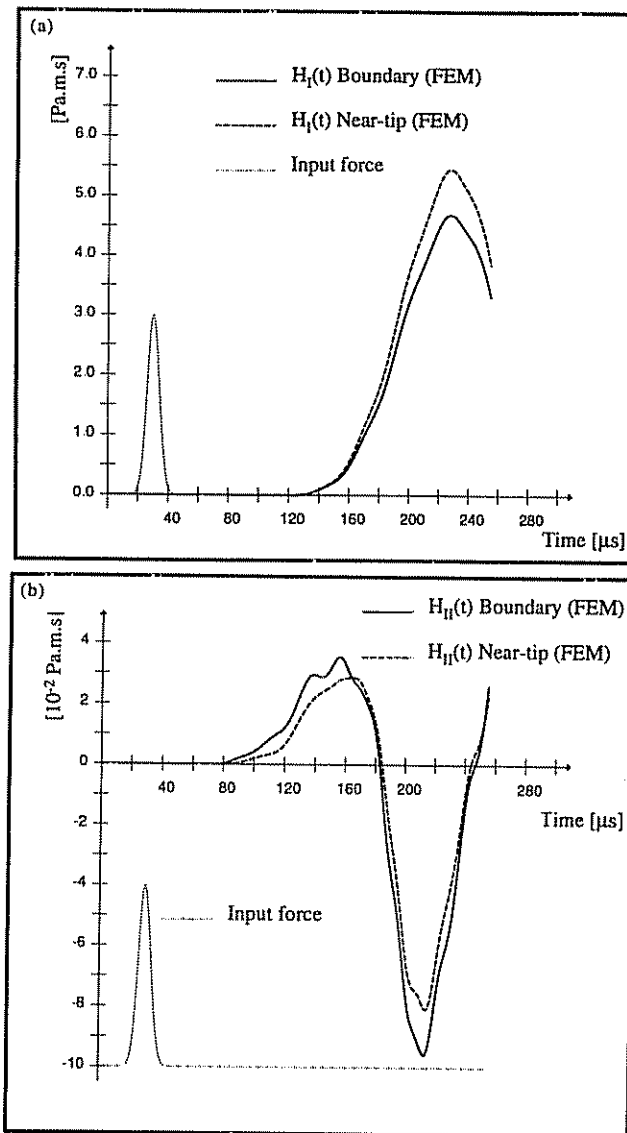 (a)
[Pa.m.s]
7.0
6.0
5.0
4.0
3.0
2.0
1.0
0.0
H_I(t) Boundary (FEM)
H_I(t) Near-tip (FEM)
Input force
40
80
120
160
200
240
280
Time [μs]
(b)
[10^-2 Pa.m.s]
4
2
0
-2
-4
-6
-8
-10
H_II(t) Boundary (FEM)
H_II(t) Near-tip (FEM)
40
80
120
160
200
240
280
Time [μs]
Input force